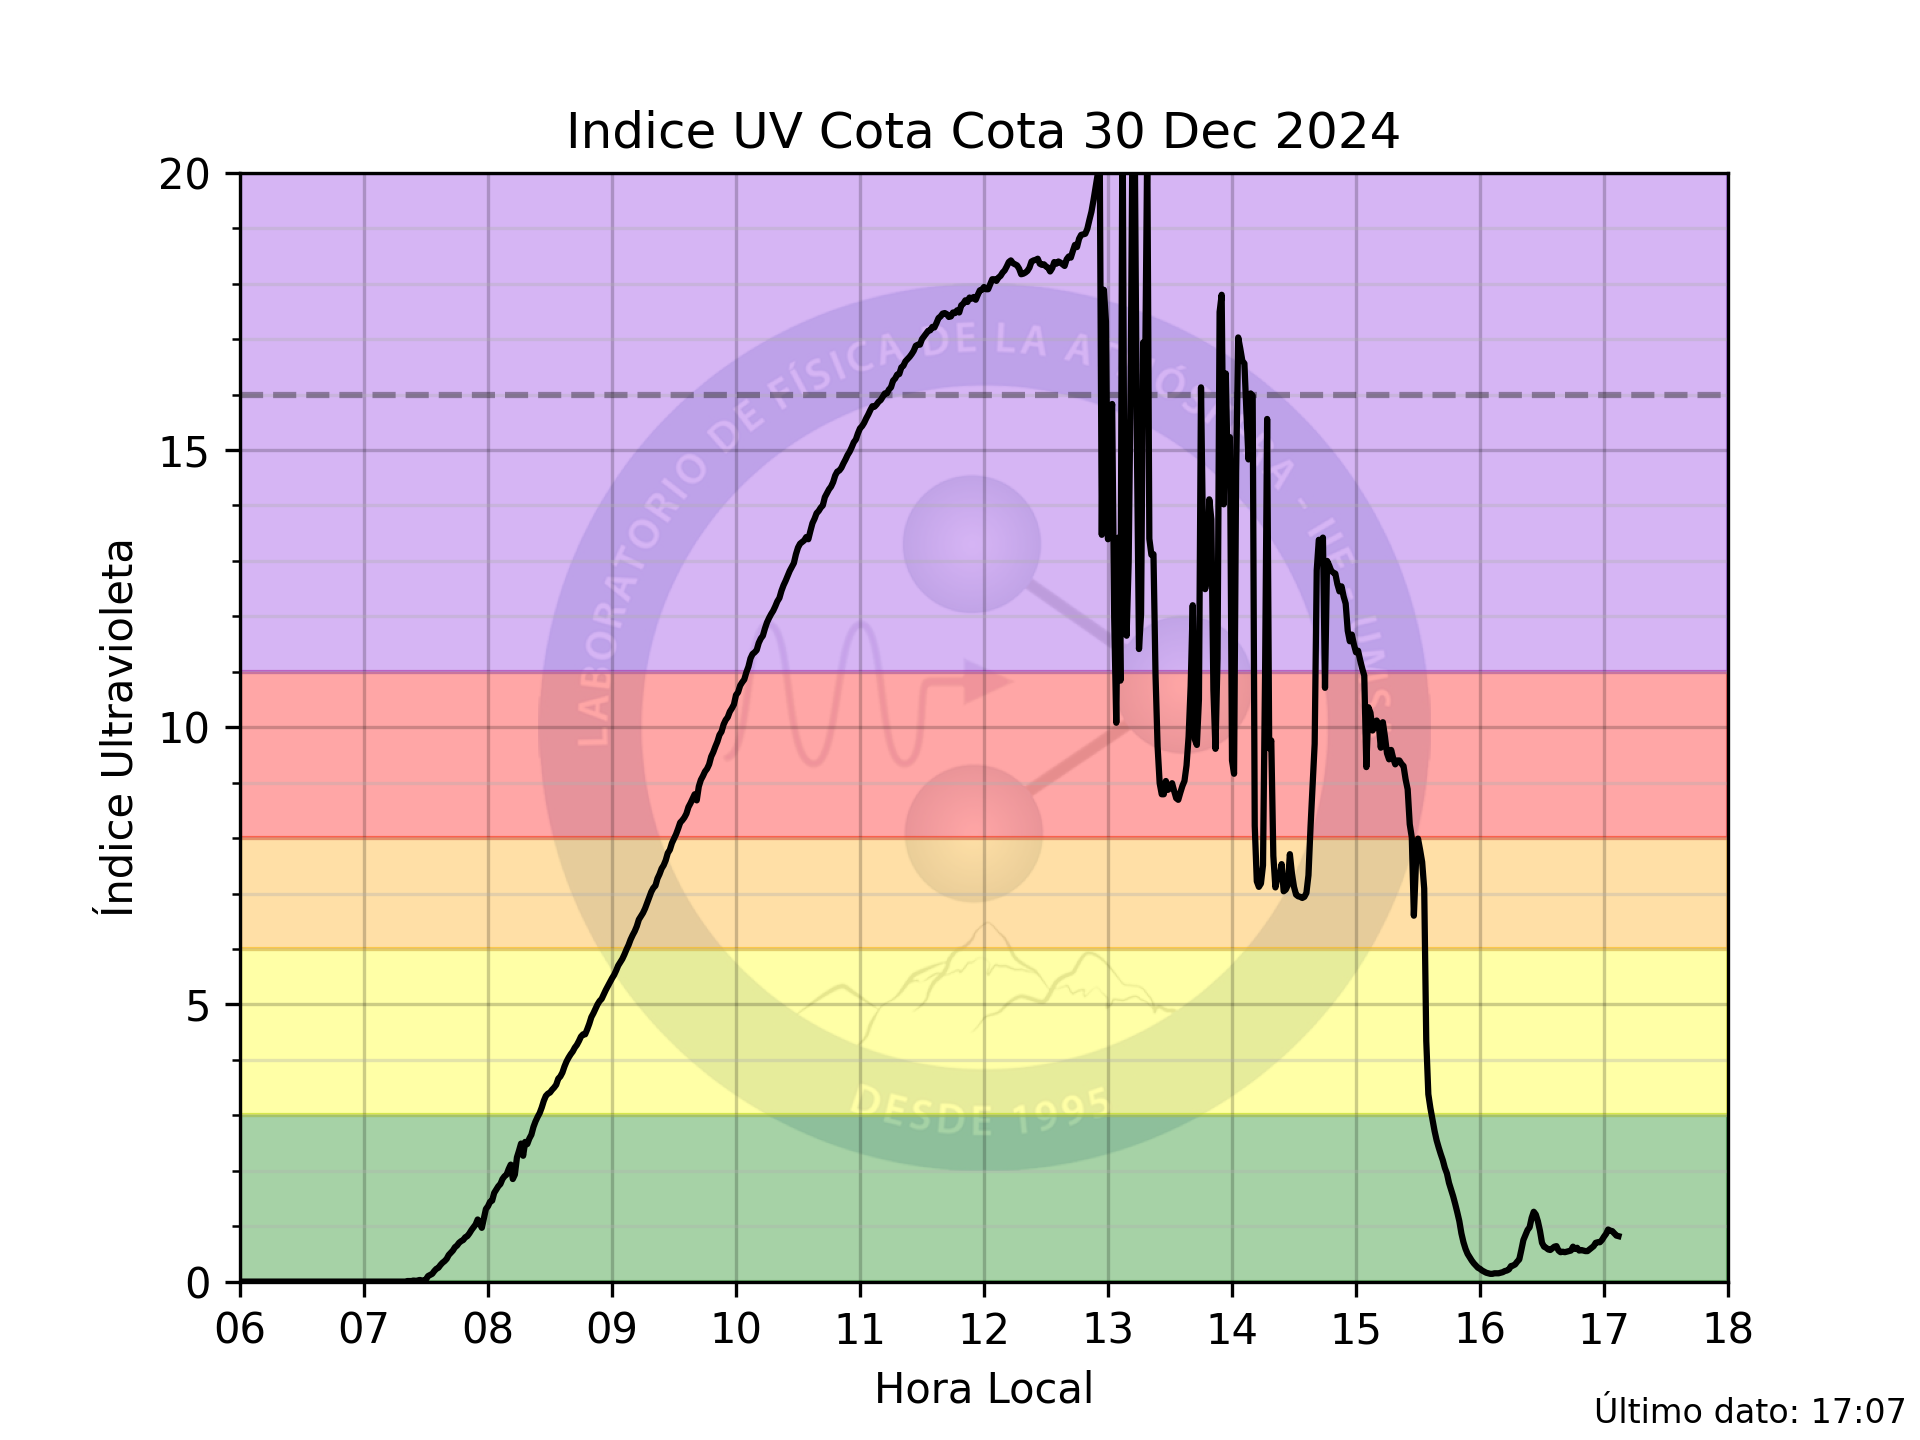 Indice UV Cota Cota 30 Dec 2024
20
15
10
5
0
Índice Ultravioleta
06 07 08 09 10 11 12 13 14 15 16 17 18
Hora Local
Último dato: 17:07
LABORATORIO DE FÍSICA DE LA - IIF UMS
DESDE 1995